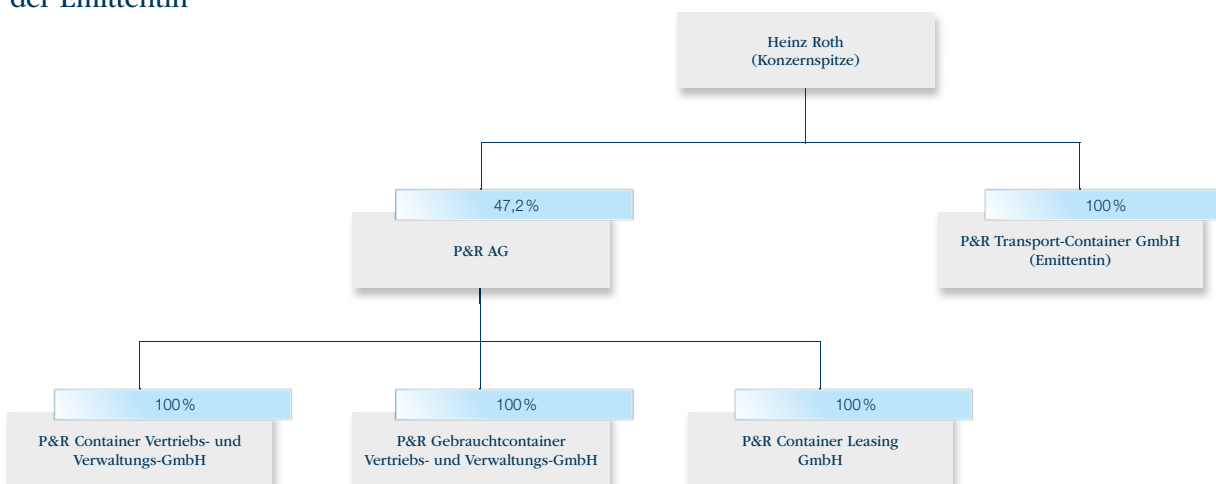 der Emittentin
Heinz Roth
(Konzernspitze)
47,2 %
100 %
P&R AG
P&R Transport-Container GmbH
(Emittentin)
100 %
100 %
100 %
P&R Container Vertriebs- und
Verwaltungs-GmbH
P&R Gebrauchtcontainer
Vertriebs- und Verwaltungs-GmbH
P&R Container Leasing
GmbH